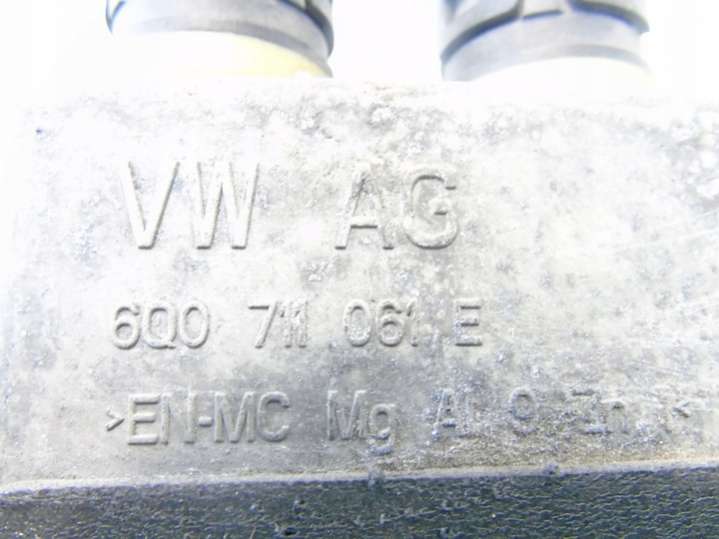 VW AG
6Q0 711 061 E
>EN-MC Mg Al 9 Zn 1<